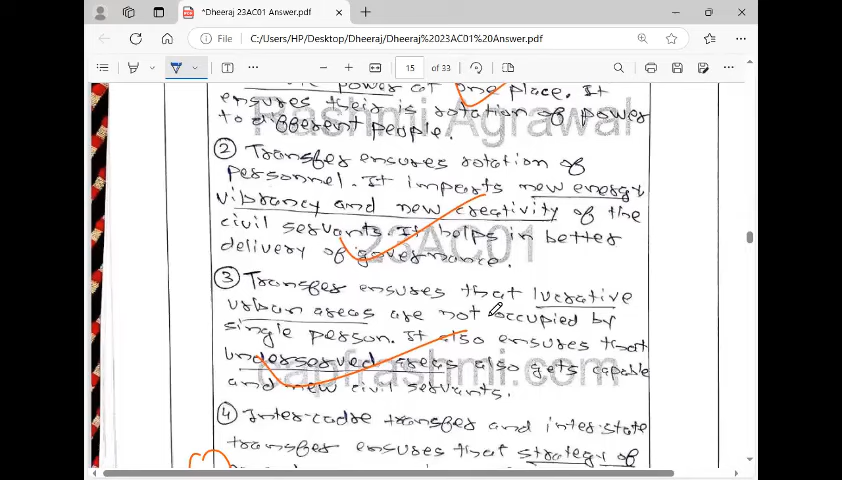 *Dheeraj 23AC01 Answer.pdf
File C:/Users/HP/Desktop/Dheeraj/Dheeraj%2023AC01%20Answer.pdf
15 of 33
power at one place. It
ensures their is rotation of power
to different people.
Rashmi Agrawal
② Transfer ensures rotation of
personnel. It imparts new energy
vibrancy and new creativity of the
civil servants. It helps in better
23AC01
delivery of governance.
③ Transfer ensures that lucrative
urban areas are not occupied by
single person. It also ensures that
underserved areas also gets capable
capfrashmi.com
and new civil servants.
④ Inter-cadre transfer and inter-state
transfer ensures that strategy of